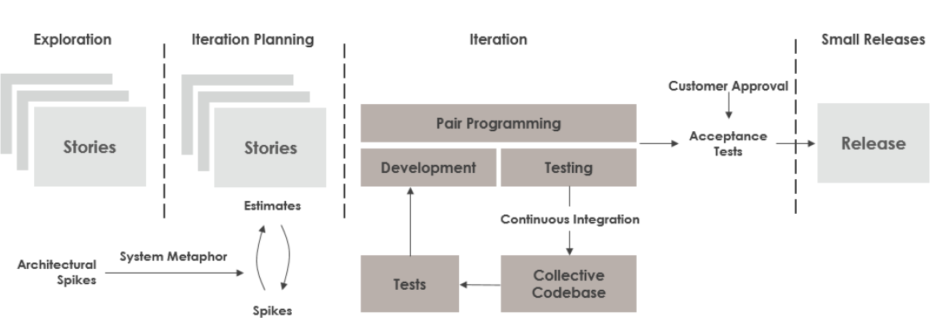 Exploration
Iteration Planning
Iteration
Small Releases
Stories
Stories
Estimates
Architectural
Spikes
System Metaphor
Spikes
Pair Programming
Development
Testing
Continuous Integration
Tests
Collective
Codebase
Customer Approval
Acceptance
Tests
Release